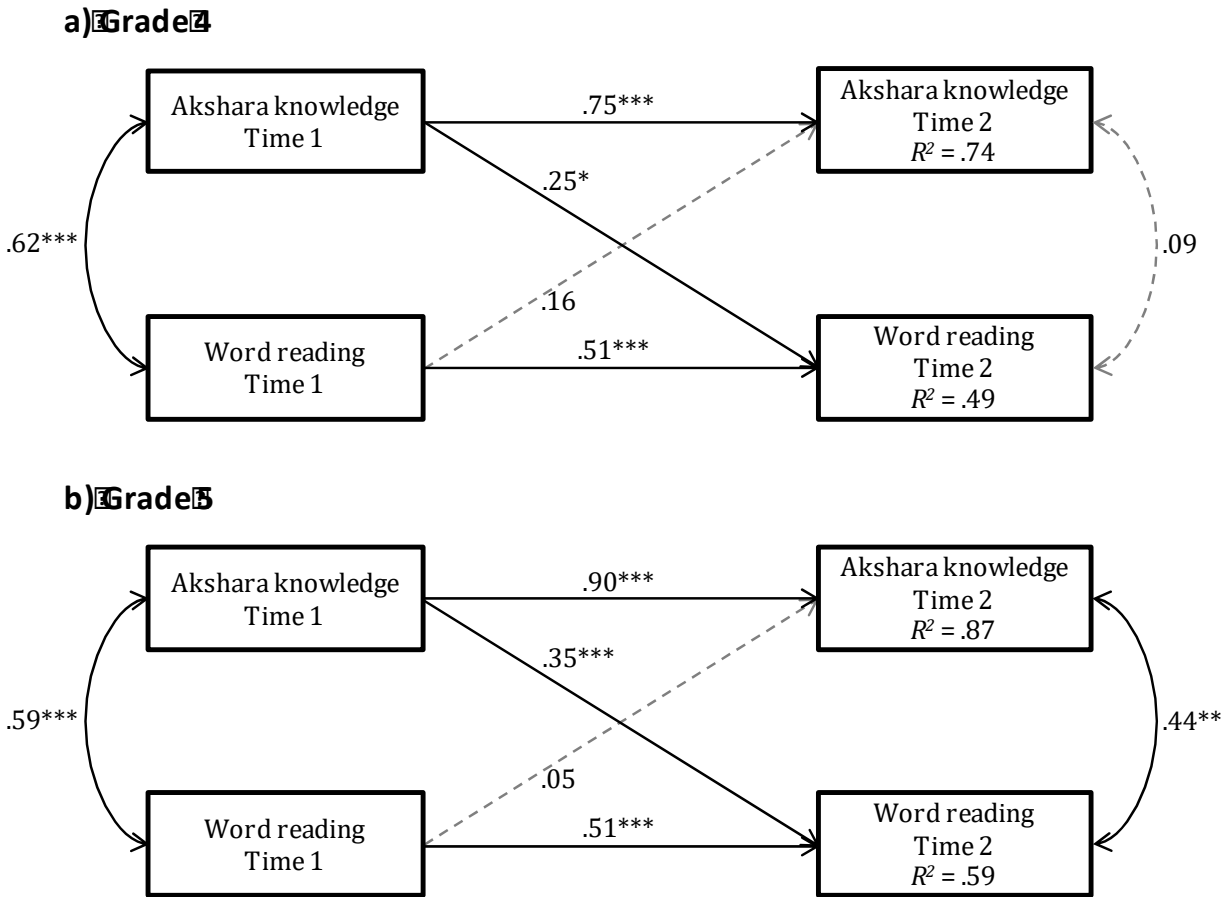 a) Grade 4
Akshara knowledge
Time 1
.75***
Akshara knowledge
Time 2
R² = .74
.25*
.62***
.09
.16
Word reading
Time 1
.51***
Word reading
Time 2
R² = .49
b) Grade 5
Akshara knowledge
Time 1
.90***
Akshara knowledge
Time 2
R² = .87
.35***
.59***
.44**
.05
Word reading
Time 1
.51***
Word reading
Time 2
R² = .59